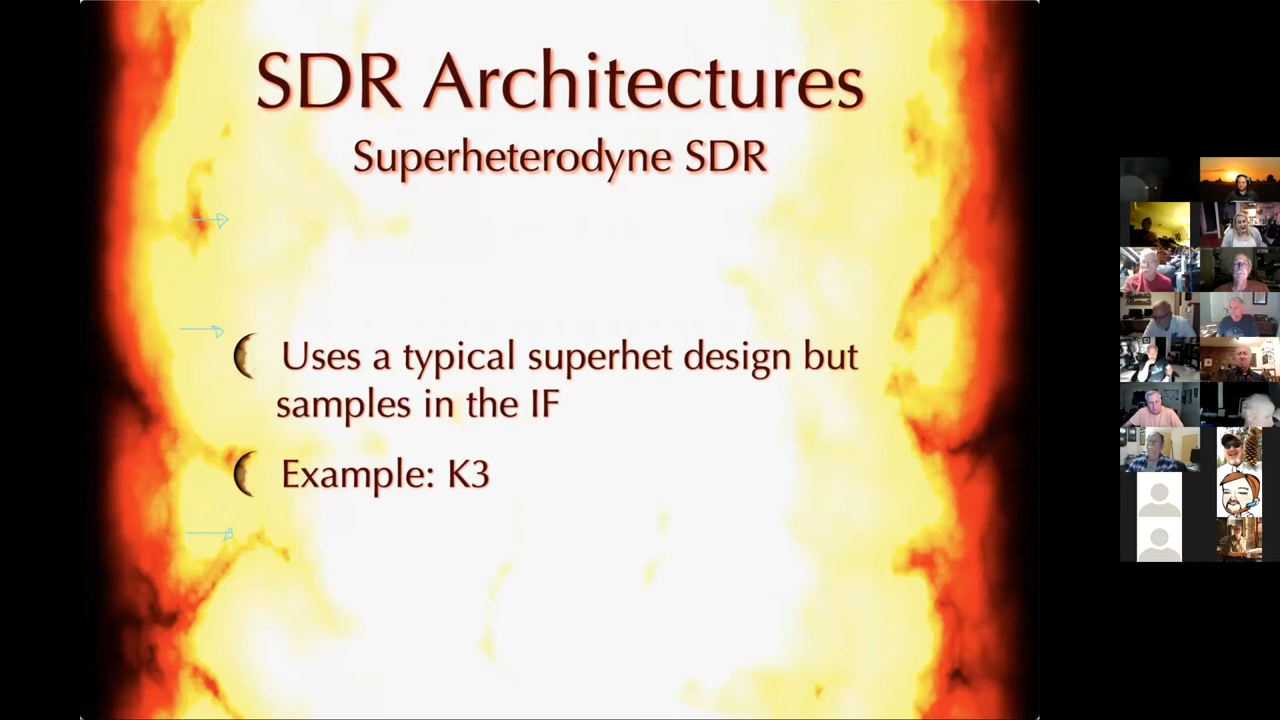 SDR Architectures
Superheterodyne SDR
Uses a typical superhet design but
samples in the IF
Example: K3